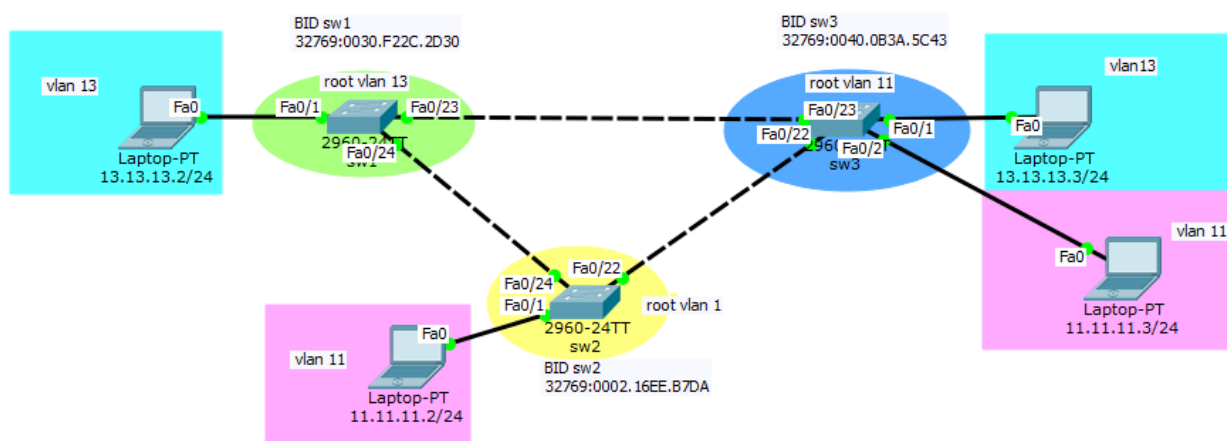 BID sw1
32769:0030.F22C.2D30
BID sw3
32769:0040.0B3A.5C43
vlan 13
Fa0
Laptop-PT
13.13.13.2/24
root vlan 13
Fa0/1
Fa0/23
2960-24TT
Fa0/24
sw1
root vlan 11
Fa0/23
Fa0/22
Fa0/1
Fa0/2
sw3
vlan13
Fa0
Laptop-PT
13.13.13.3/24
vlan 11
Fa0
Laptop-PT
11.11.11.3/24
Fa0/22
Fa0/24
Fa0/1
root vlan 1
2960-24TT
sw2
BID sw2
32769:0002.16EE.B7DA
Fa0
vlan 11
Laptop-PT
11.11.11.2/24